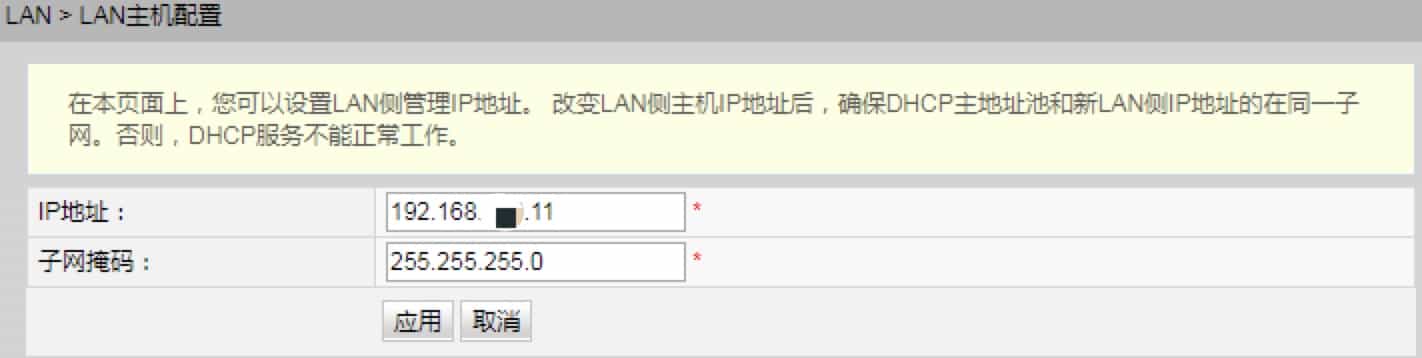 LAN > LAN主机配置
在本页面上，您可以设置LAN侧管理IP地址。 改变LAN侧主机IP地址后，确保DHCP主地址池和新LAN侧IP地址的在同一子
网。否则，DHCP服务不能正常工作。
IP地址： 192.168. .11 *
子网掩码： 255.255.255.0 *
应用 取消